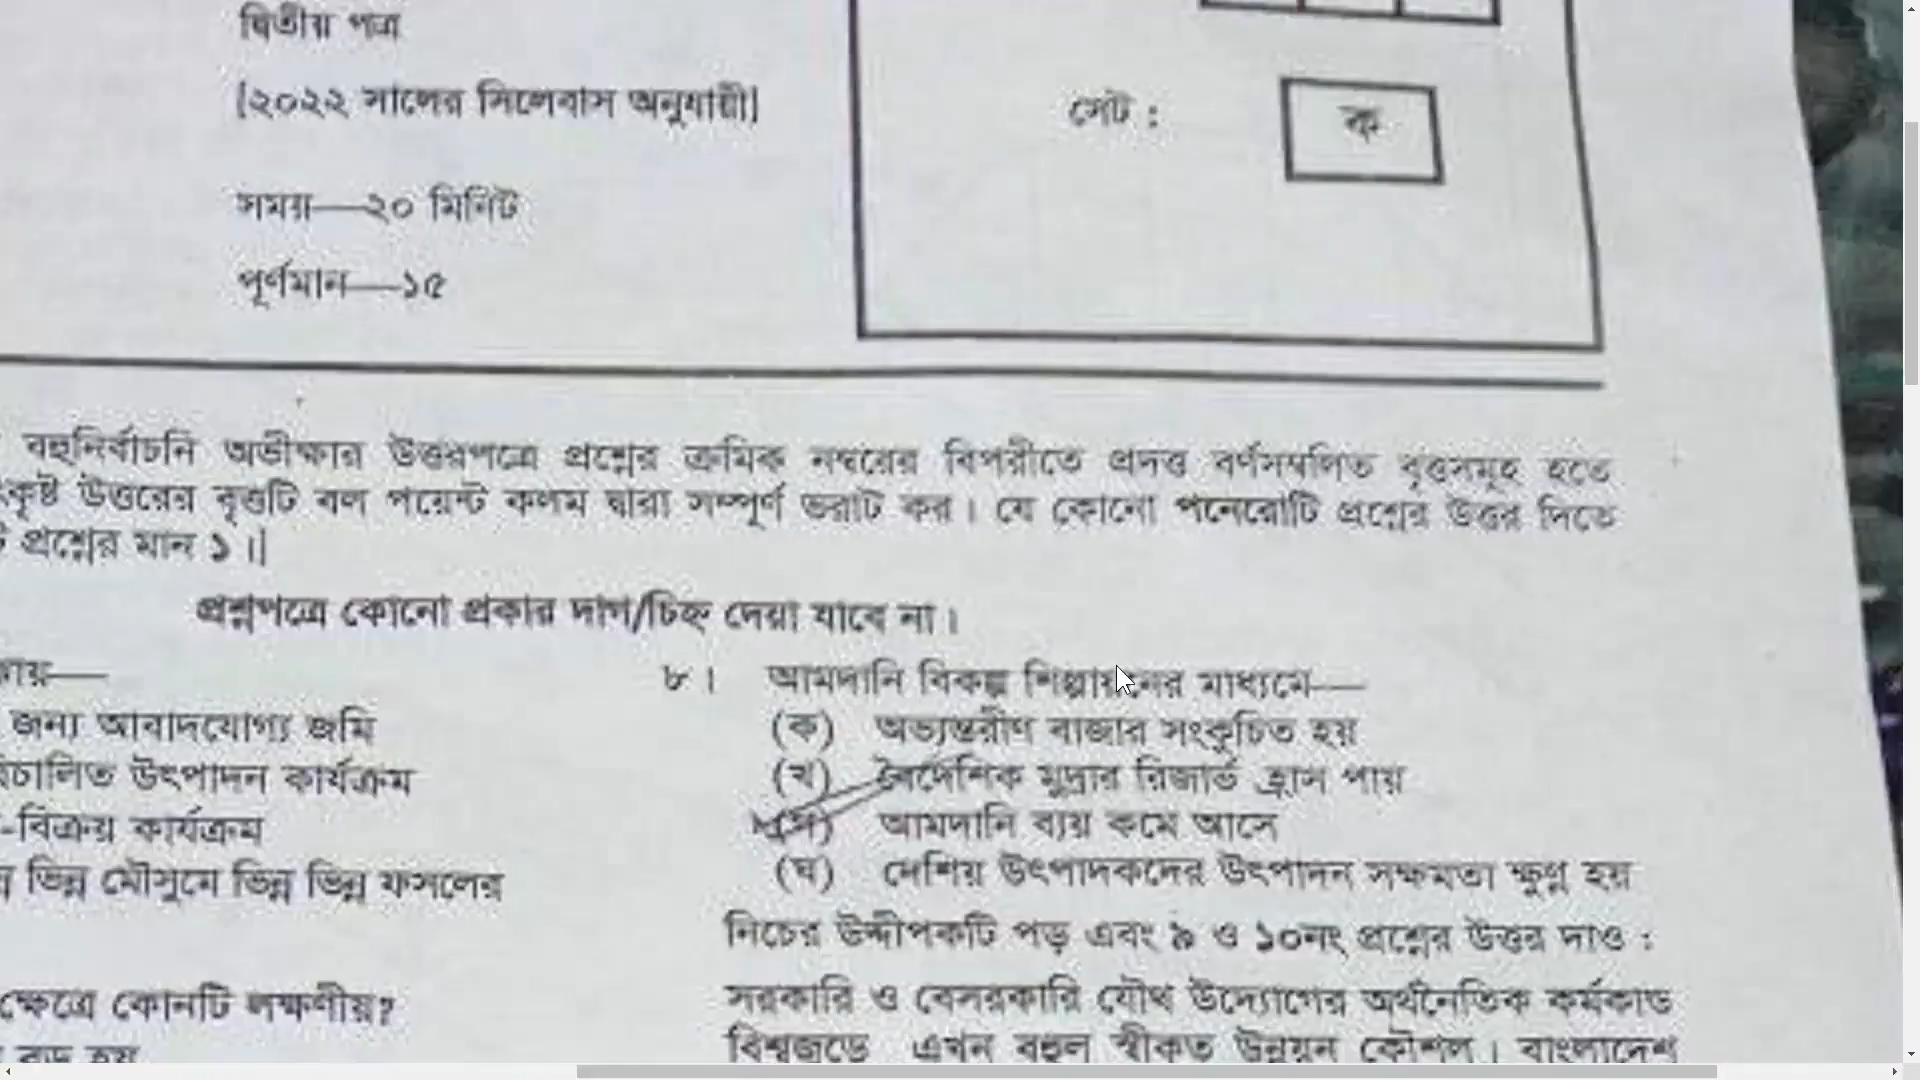 দ্বিতীয় পত্র
[২০২২ সালের সিলেবাস অনুযায়ী]
সেট :
ক
সময়—২০ মিনিট
পূর্ণমান—১৫
বহুনির্বাচনি অভীক্ষার উত্তরপত্রে প্রশ্নের ক্রমিক নম্বরের বিপরীতে প্রদত্ত বর্ণসম্বলিত বৃত্তসমূহ হতে
উত্তরের বৃত্তটি বল পয়েন্ট কলম দ্বারা সম্পূর্ণ ভরাট কর। যে কোনো পনেরোটি প্রশ্নের উত্তর দিতে
প্রশ্নের মান ১।]
প্রশ্নপত্রে কোনো প্রকার দাগ/চিহ্ন দেয়া যাবে না।
জন্য আবাদযোগ্য জমি
উৎপাদন কার্যক্রম
-বিক্রয় কার্যক্রম
ভিন্ন মৌসুমে ভিন্ন ভিন্ন ফসলের
ক্ষেত্রে কোনটি লক্ষণীয়?
৮। আমদানি বিকল্প শিল্পায়নের মাধ্যমে—
(ক) অভ্যন্তরীণ বাজার সংকুচিত হয়
(খ) বৈদেশিক মুদ্রার রিজার্ভ হ্রাস পায়
(গ) আমদানি ব্যয় কমে আসে
(ঘ) দেশিয় উৎপাদকদের উৎপাদন সক্ষমতা ক্ষুণ্ণ হয়
নিচের উদ্দীপকটি পড় এবং ৯ ও ১০নং প্রশ্নের উত্তর দাও :
সরকারি ও বেসরকারি যৌথ উদ্যোগের অর্থনৈতিক কর্মকাণ্ড
বিশ্বজুড়ে এখন বহুল স্বীকৃত উন্নয়ন কৌশল। বাংলাদেশ